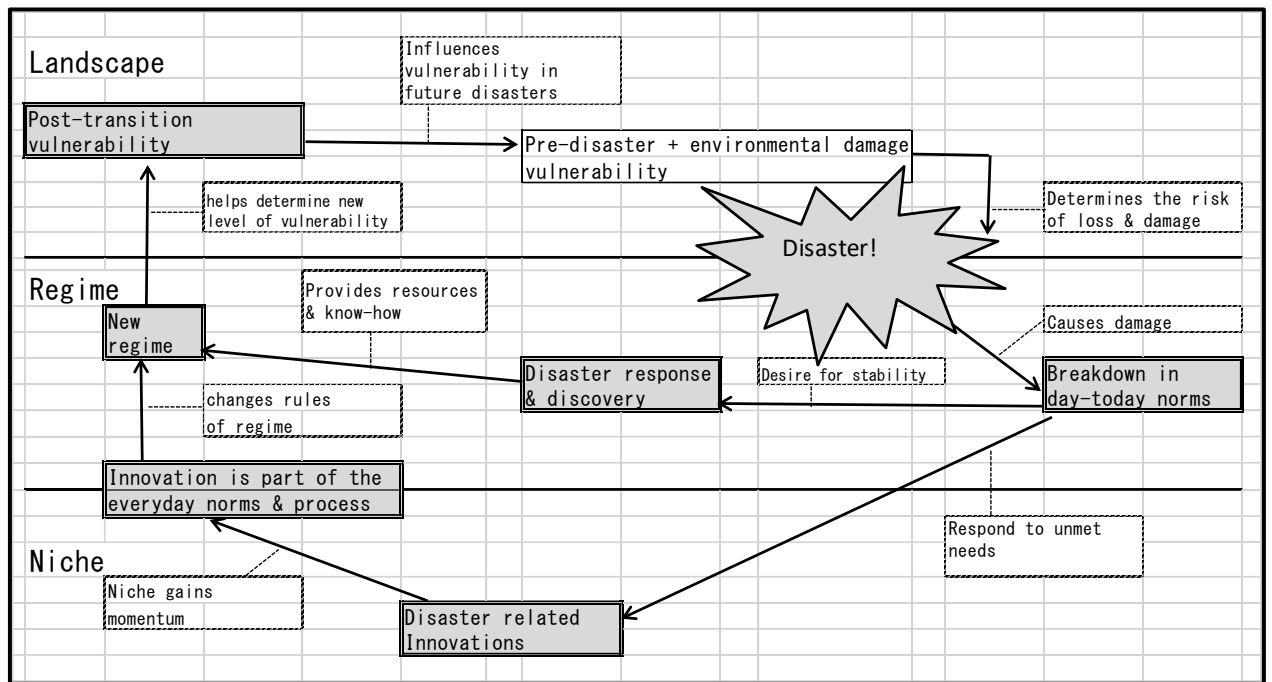 Landscape
Influences
vulnerability in
future disasters
Post-transition
vulnerability
Pre-disaster + environmental damage
vulnerability
helps determine new
level of vulnerability
Determines the risk
of loss & damage
Disaster!
Regime
Provides resources
& know-how
New
regime
Causes damage
Disaster response
& discovery
Desire for stability
Breakdown in
day-today norms
changes rules
of regime
Innovation is part of the
everyday norms & process
Respond to unmet
needs
Niche
Niche gains
momentum
Disaster related
Innovations